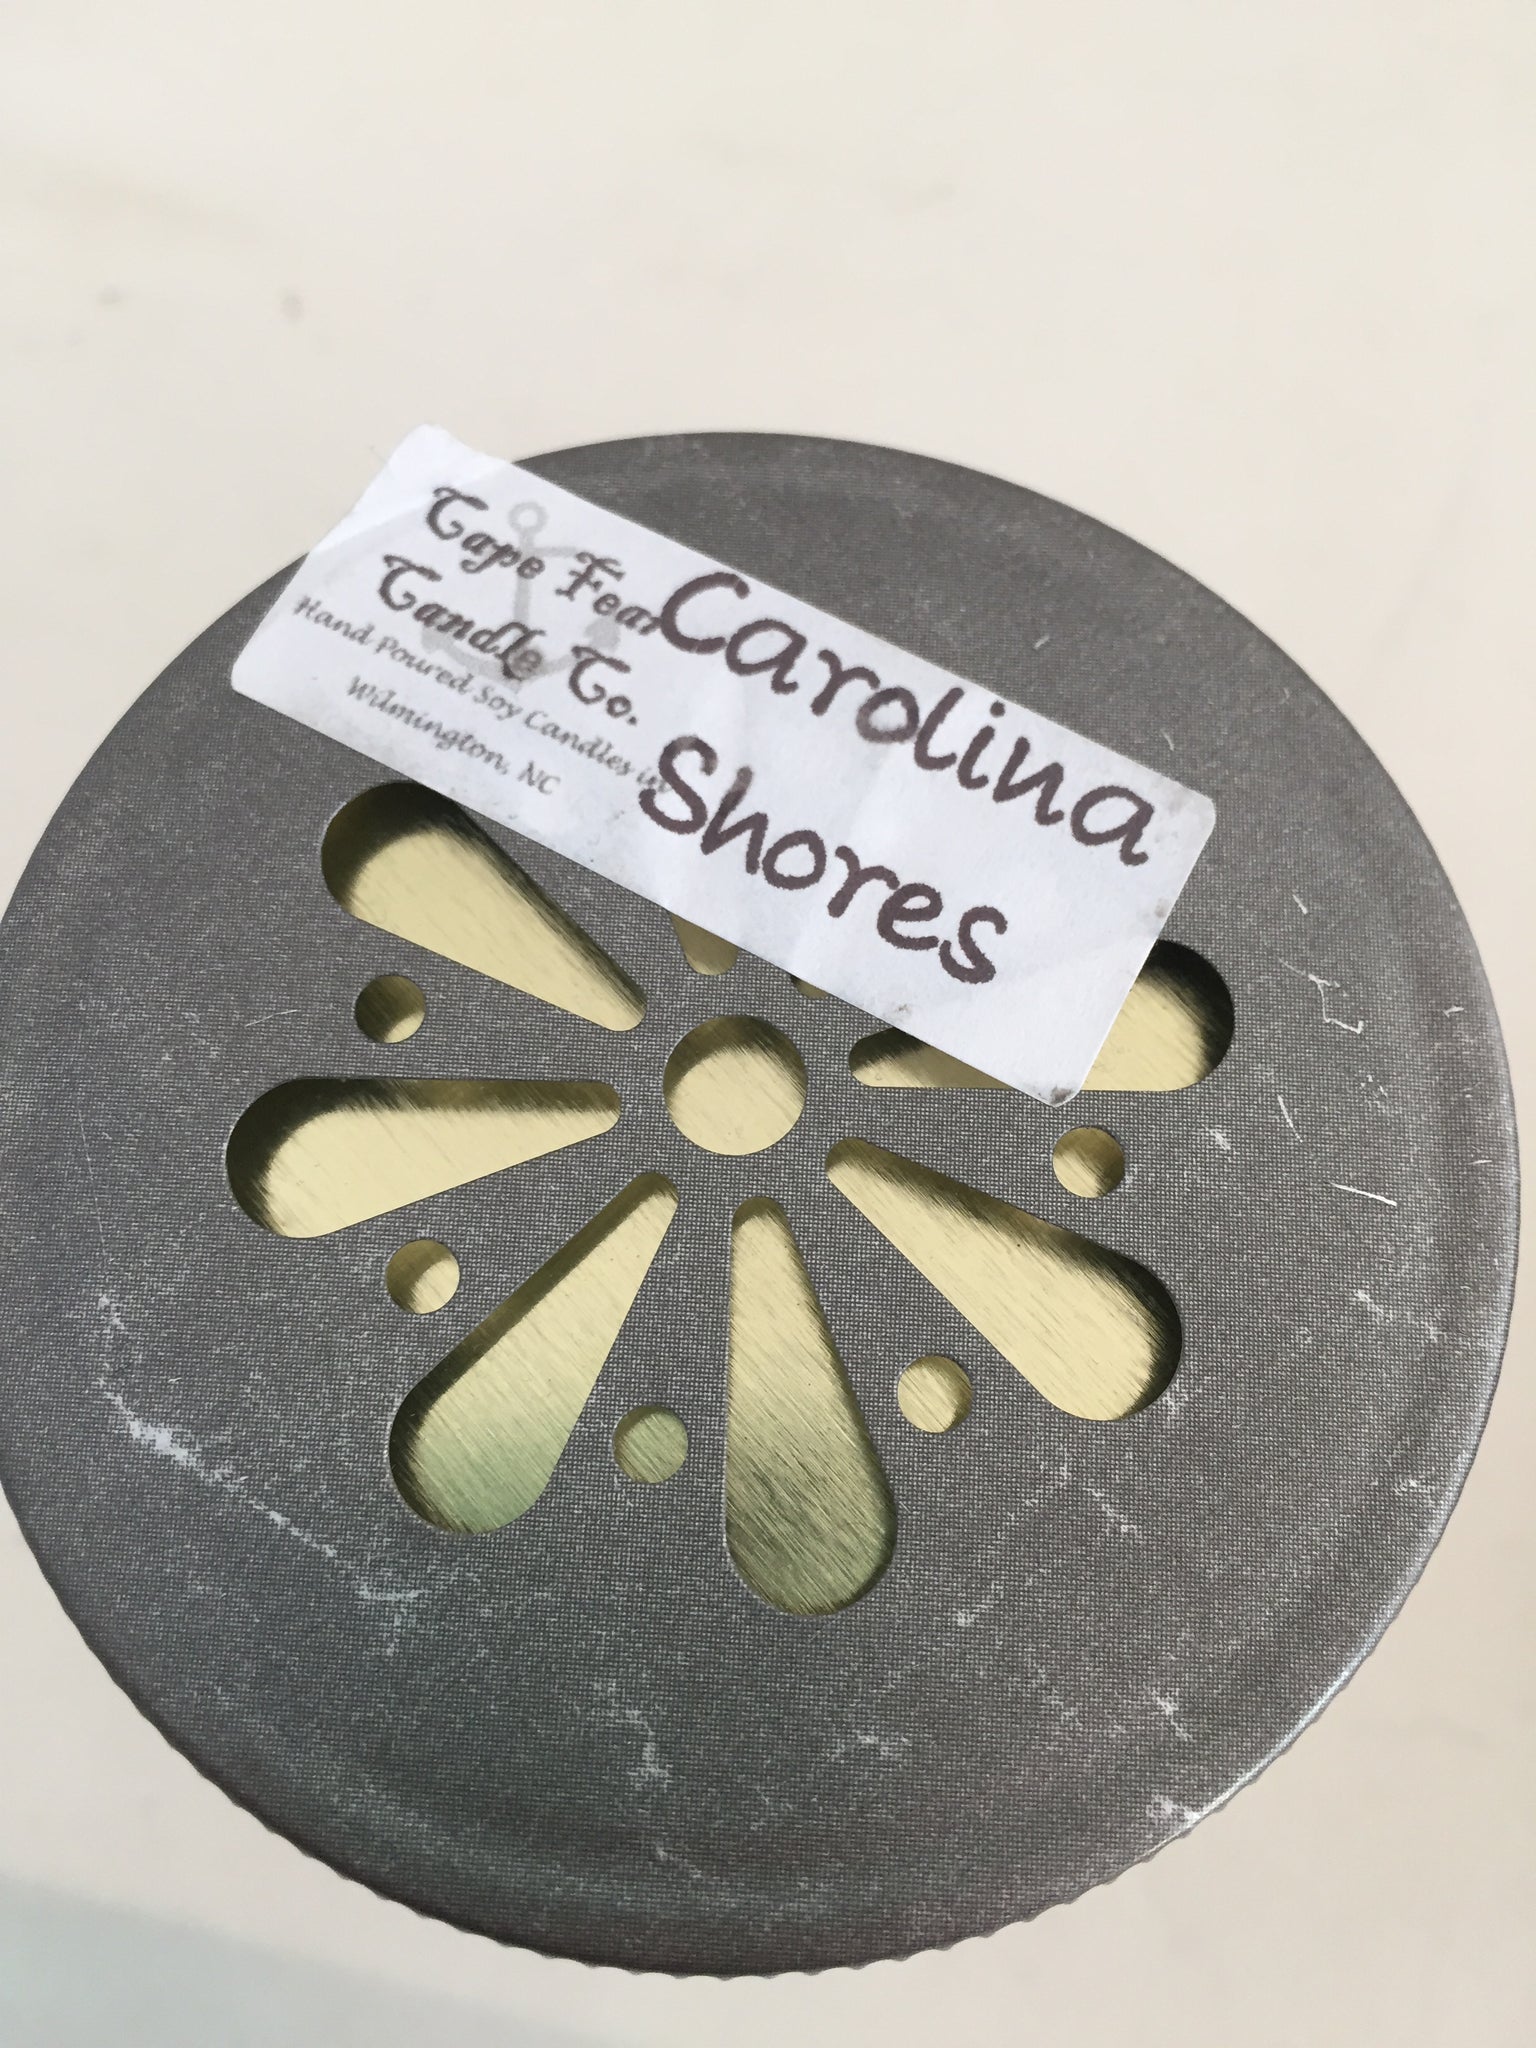 Cape Fear
Candle Co.
Hand Poured Soy Candles in
Wilmington, NC
Carolina
Shores